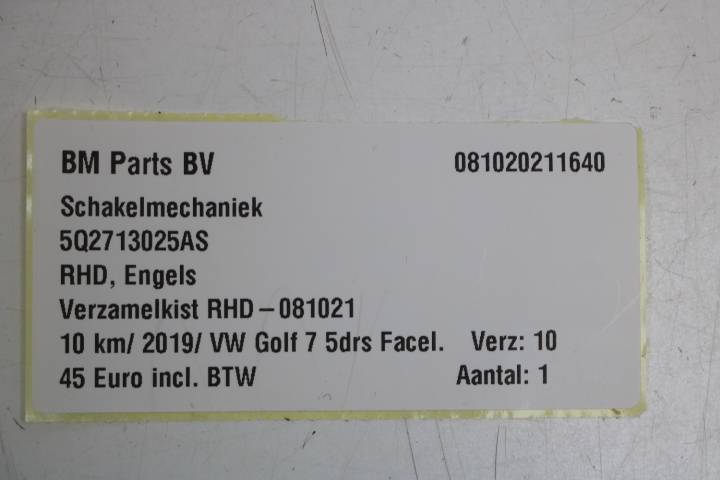 BM Parts BV 081020211640
Schakelmechaniek
5Q2713025AS
RHD, Engels
Verzamelkist RHD-081021
10 km/ 2019/ VW Golf 7 5drs Facel. Verz: 10
45 Euro incl. BTW Aantal: 1